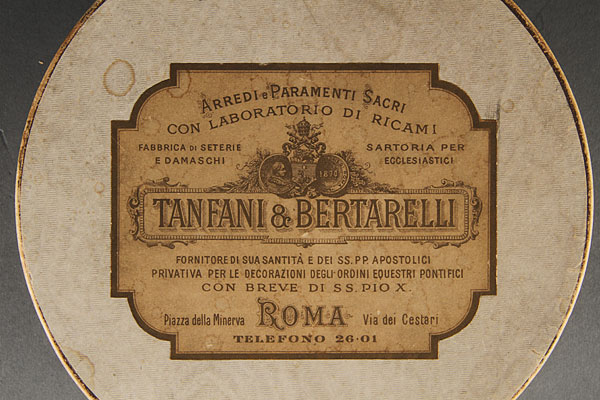 ARREDI e PARAMENTI SACRI
CON LABORATORIO DI RICAMI
FABBRICA DI SETERIE
E DAMASCHI
SARTORIA PER
ECCLESIASTICI
TANFANI & BERTARELLI
FORNITORE DI SUA SANTITÀ E DEI SS. PP. APOSTOLICI
PRIVATIVA PER LE DECORAZIONI DEGLI ORDINI EQUESTRI PONTIFICI
CON BREVE DI SS. PIO X.
Piazza della Minerva ROMA Via dei Cestari
TELEFONO 26-01